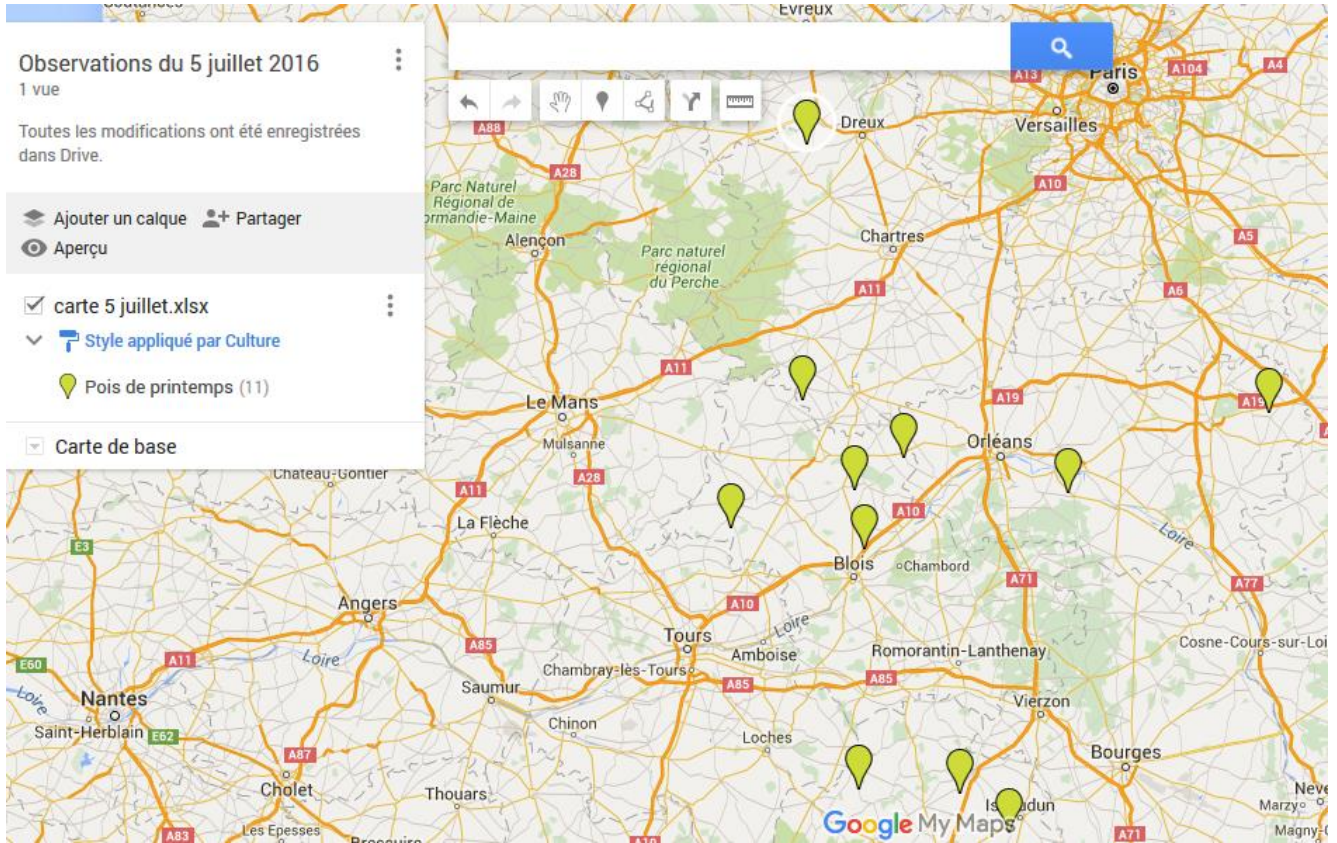 Observations du 5 juillet 2016
1 vue
Toutes les modifications ont été enregistrées
dans Drive.
Ajouter un calque
Partager
Aperçu
carte 5 juillet.xlsx
Style appliqué par Culture
Pois de printemps (11)
Carte de base
Evreux
A13
Paris
A104
A4
A88
Dreux
Versailles
A28
A10
Parc Naturel
Régional de
Alençon
Parc naturel
régional
du Perche
Chartres
A5
A11
A6
A11
Le Mans
A19
A19
Mulsanne
Orléans
Chateau-Gontier
A28
A11
A10
La Flèche
Loire
E3
Blois
Chambord
A71
A77
Angers
A10
Tours
Loire
A85
Amboise
Romorantin-Lanthenay
Cosne-Cours-sur-Loi
E60
A11
Loire
Chambray-lès-Tours
A85
A85
Loire
Nantes
Saumur
Vierzon
Saint-Herblain
E62
Chinon
Loches
Bourges
A87
Cholet
Thouars
Neve
Marzy
Google My Maps
A83
Les Epesses
A10
A71
Magny-C